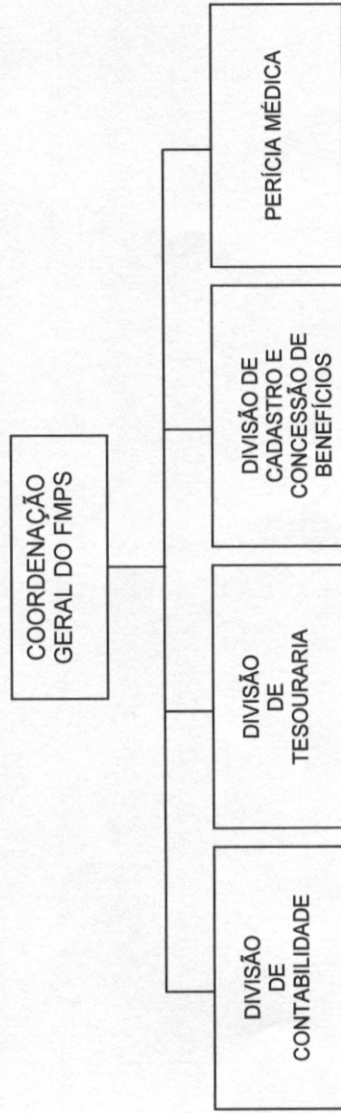 COORDENAÇÃO
GERAL DO FMPS
DIVISÃO
DE
CONTABILIDADE
DIVISÃO
DE
TESOURARIA
DIVISÃO DE
CADASTRO E
CONCESSÃO DE
BENEFÍCIOS
PERÍCIA MÉDICA